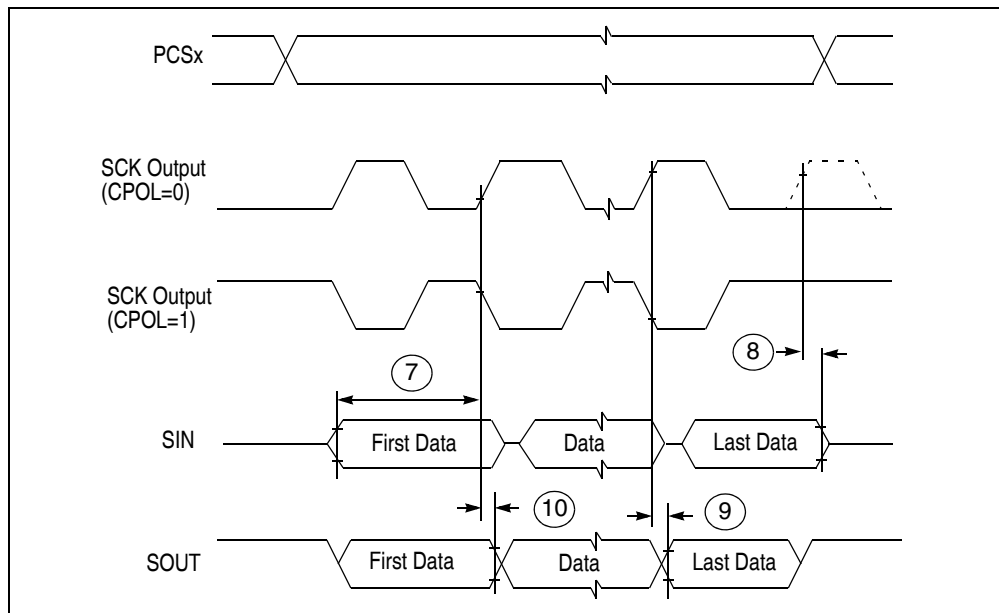 PCSx
SCK Output
(CPOL=0)
SCK Output
(CPOL=1)
8
7
SIN
First Data
Data
Last Data
10
9
SOUT
First Data
Data
Last Data